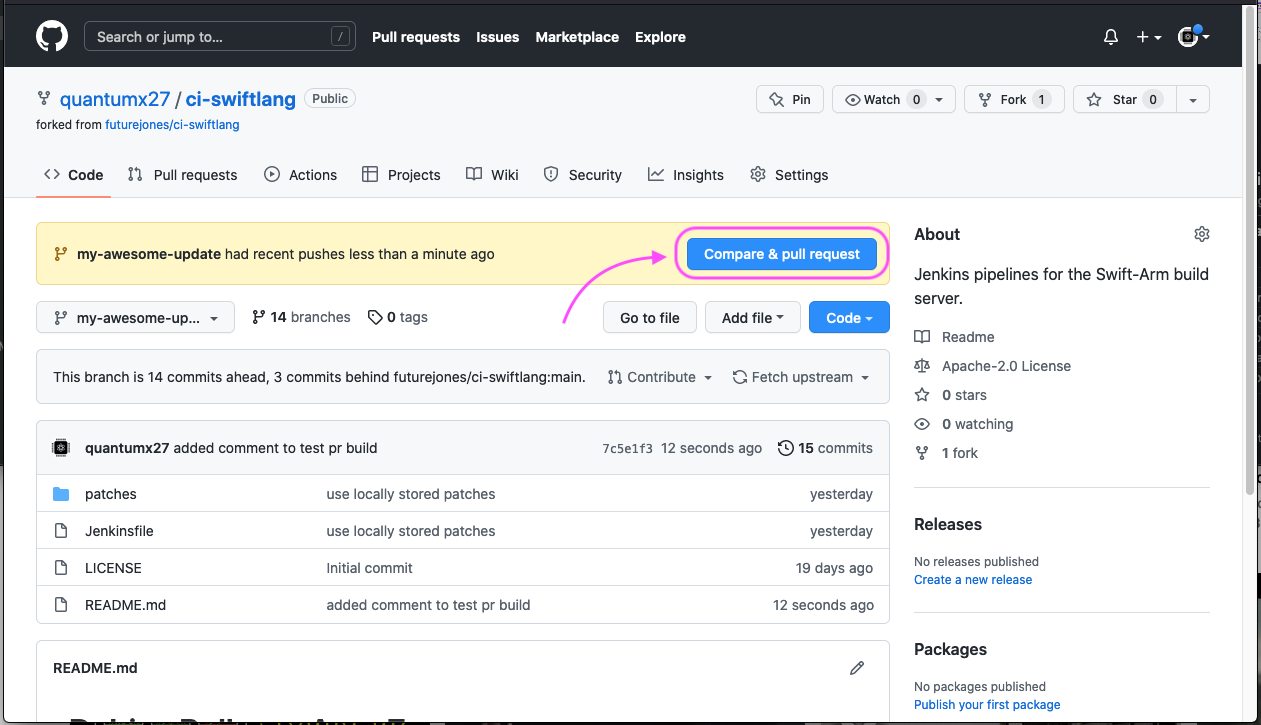 Search or jump to... / Pull requests Issues Marketplace Explore
quantumx27 / ci-swiftlang Public Pin Watch 0 Fork 1 Star 0
forked from futurejones/ci-swiftlang
Code Pull requests Actions Projects Wiki Security Insights Settings
my-awesome-update had recent pushes less than a minute ago Compare & pull request
my-awesome-up... 14 branches 0 tags Go to file Add file Code
This branch is 14 commits ahead, 3 commits behind futurejones/ci-swiftlang:main. Contribute Fetch upstream
quantumx27 added comment to test pr build 7c5e1f3 12 seconds ago 15 commits
patches use locally stored patches yesterday
Jenkinsfile use locally stored patches yesterday
LICENSE Initial commit 19 days ago
README.md added comment to test pr build 12 seconds ago
README.md
About
Jenkins pipelines for the Swift-Arm build
server.
Readme
Apache-2.0 License
0 stars
0 watching
1 fork
Releases
No releases published
Create a new release
Packages
No packages published
Publish your first package